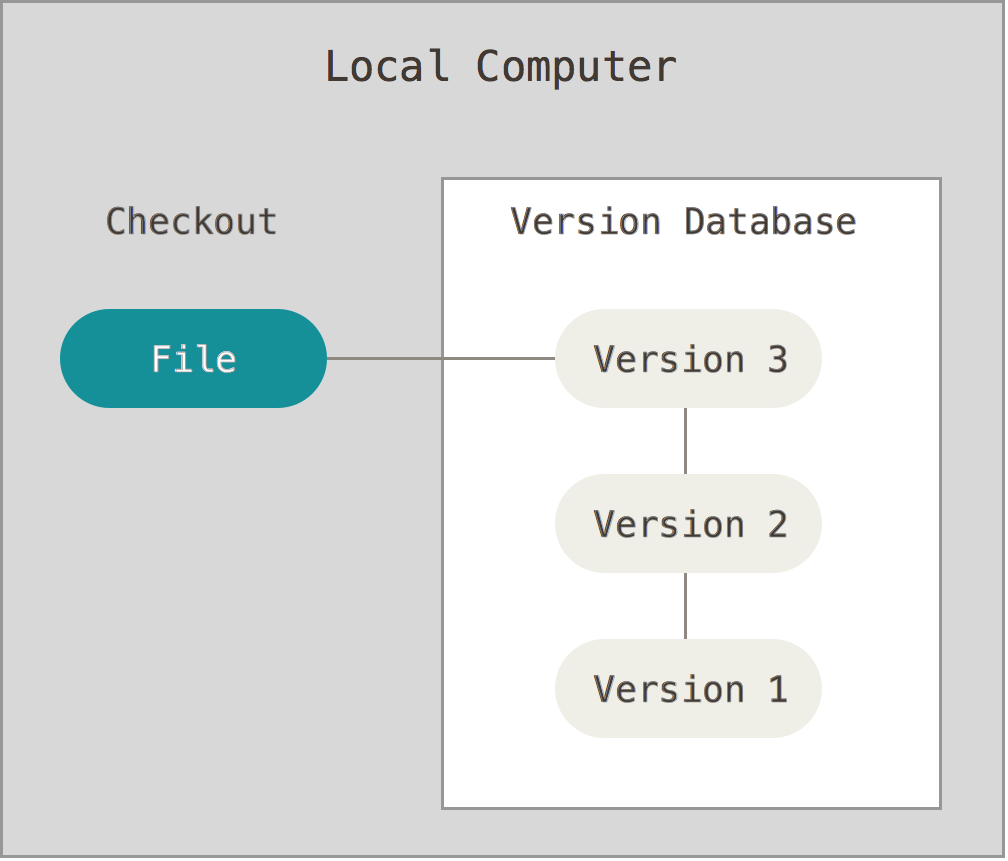 Local Computer
Checkout
Version Database
File
Version 3
Version 2
Version 1